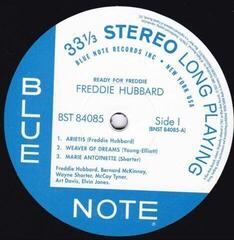 33⅓ STEREO LONG PLAYING
BLUE NOTE RECORDS INC • NEW YORK USA
READY FOR FREDDIE
FREDDIE HUBBARD
BST 84085
Side I
(BNST 84085-A)
1. ARIETIS (Freddie Hubbard)
2. WEAVER OF DREAMS (Young-Elliott)
3. MARIE ANTOINETTE (Shorter)
Freddie Hubbard, Bernard McKinney,
Wayne Shorter, McCoy Tyner,
Art Davis, Elvin Jones.
BLUE
NOTE